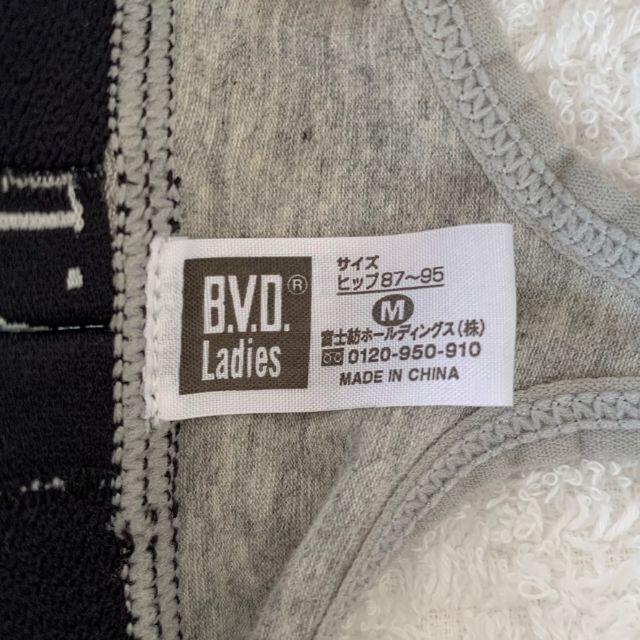 B.V.D.®
Ladies
サイズ
ヒップ87〜95
M
富士紡ホールディングス(株)
0120-950-910
MADE IN CHINA